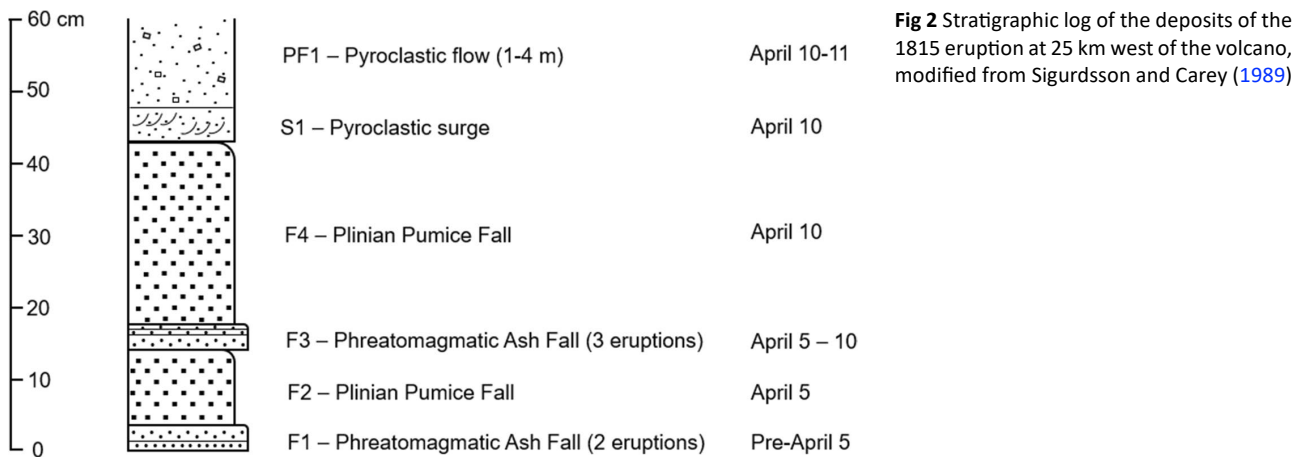 60 cm
50
40
30
20
10
0
PF1 – Pyroclastic flow (1-4 m) April 10-11
S1 – Pyroclastic surge April 10
F4 – Plinian Pumice Fall April 10
F3 – Phreatomagmatic Ash Fall (3 eruptions) April 5 – 10
F2 – Plinian Pumice Fall April 5
F1 – Phreatomagmatic Ash Fall (2 eruptions) Pre-April 5
Fig 2 Stratigraphic log of the deposits of the
1815 eruption at 25 km west of the volcano,
modified from Sigurdsson and Carey (1989)